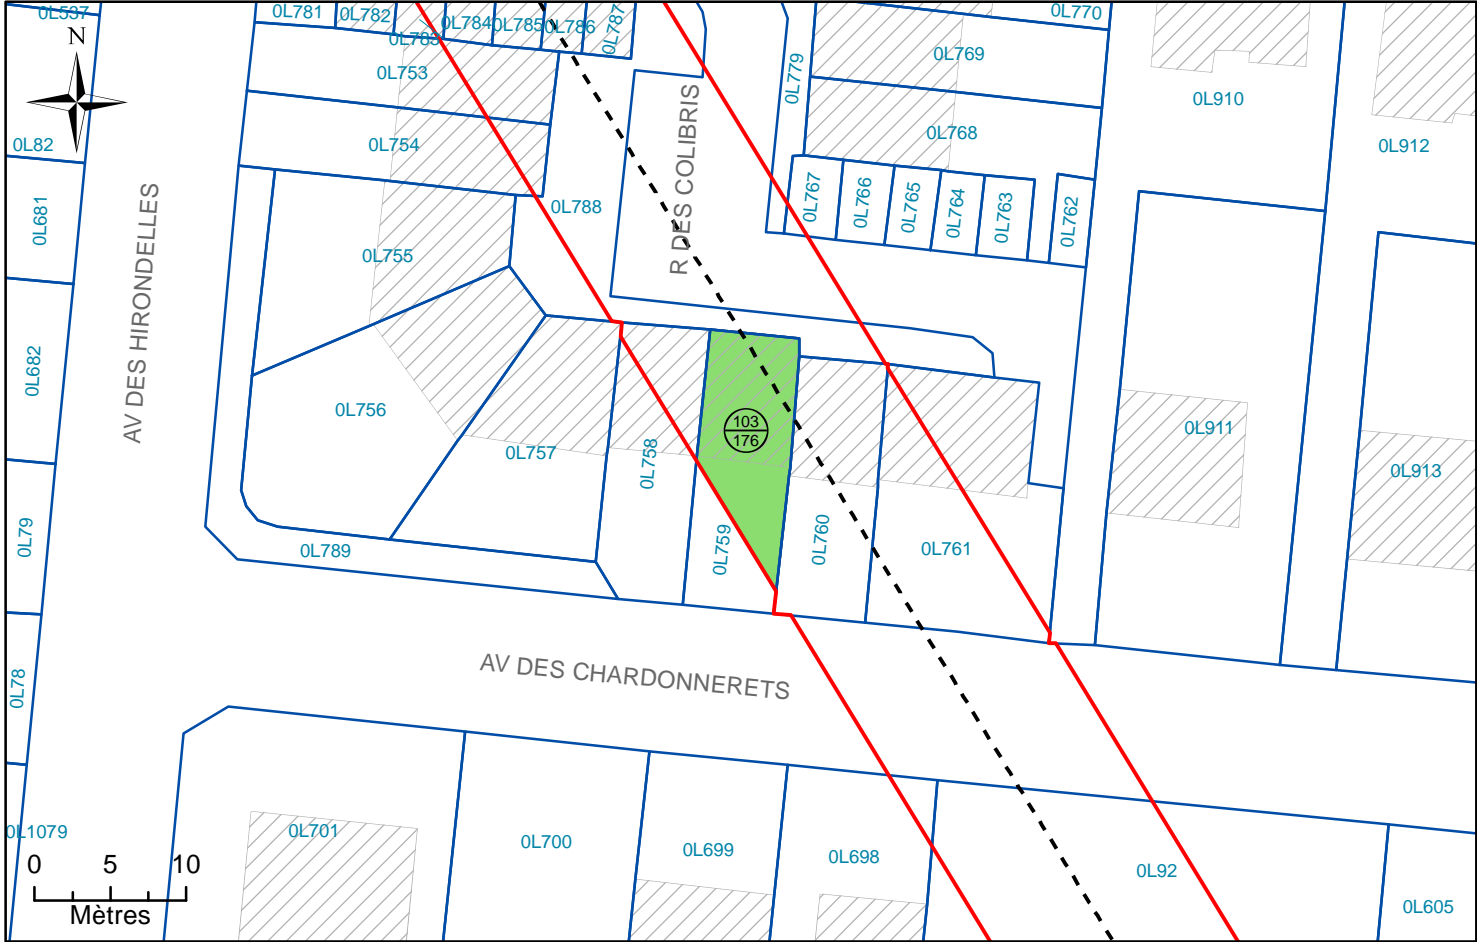 0L537
0L781
0L782
0L783
0L784
0L785
0L786
0L787
0L770
N
0L753
0L779
0L769
0L910
0L82
0L754
R DES COLIBRIS
0L768
0L912
0L681
AV DES HIRONDELLES
0L788
0L767
0L766
0L765
0L764
0L763
0L762
0L755
0L682
0L756
103
176
0L911
0L757
0L758
0L913
0L79
0L789
0L759
0L760
0L761
0L78
AV DES CHARDONNERETS
0L1079
0L701
0L700
0L699
0L698
0L92
0L605
0 5 10
Mètres